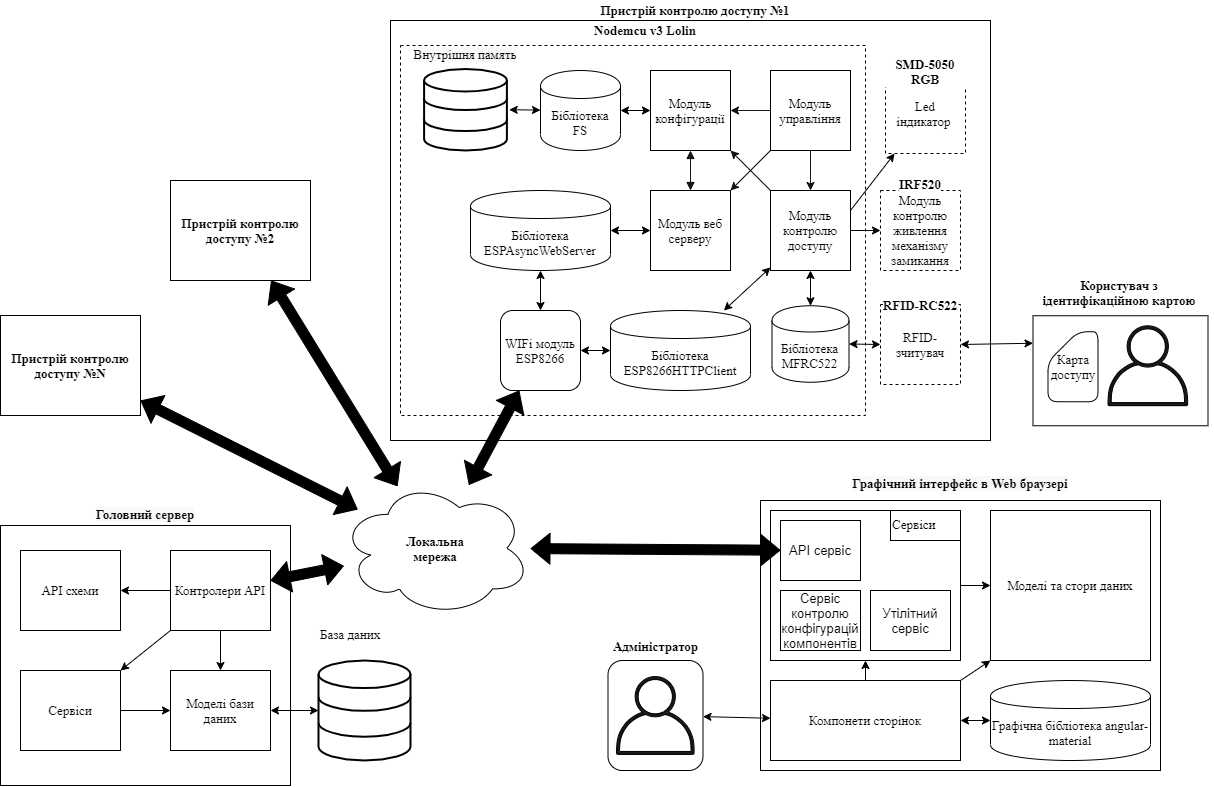 Пристрій контролю доступу №1
Nodemcu v3 Lolin
Внутрішня память
Бібліотека
FS
Модуль
конфігурації
Модуль
управління
SMD-5050
RGB
Led
індикатор
Бібліотека
ESPAsyncWebServer
Модуль веб
серверу
Модуль
контролю
доступу
IRF520
Модуль
контролю
живлення
механізму
замикання
WIFi модуль
ESP8266
Бібліотека
ESP8266HTTPClient
Бібліотека
MFRC522
RFID-RC522
RFID-
зчитувач
Користувач з
ідентифікаційною картою
Карта
доступу
Пристрій контролю
доступу №2
Пристрій контролю
доступу №N
Локальна
мережа
Головний сервер
API схеми
Контролери API
Сервіси
Моделі бази
даних
База даних
Адміністратор
Графічний інтерфейс в Web браузері
Сервіси
API сервіс
Сервіс
контролю
конфігурацій
компонентів
Утілітний
сервіс
Моделі та стори даних
Компонети сторінок
Графічна бібліотека angular-
material